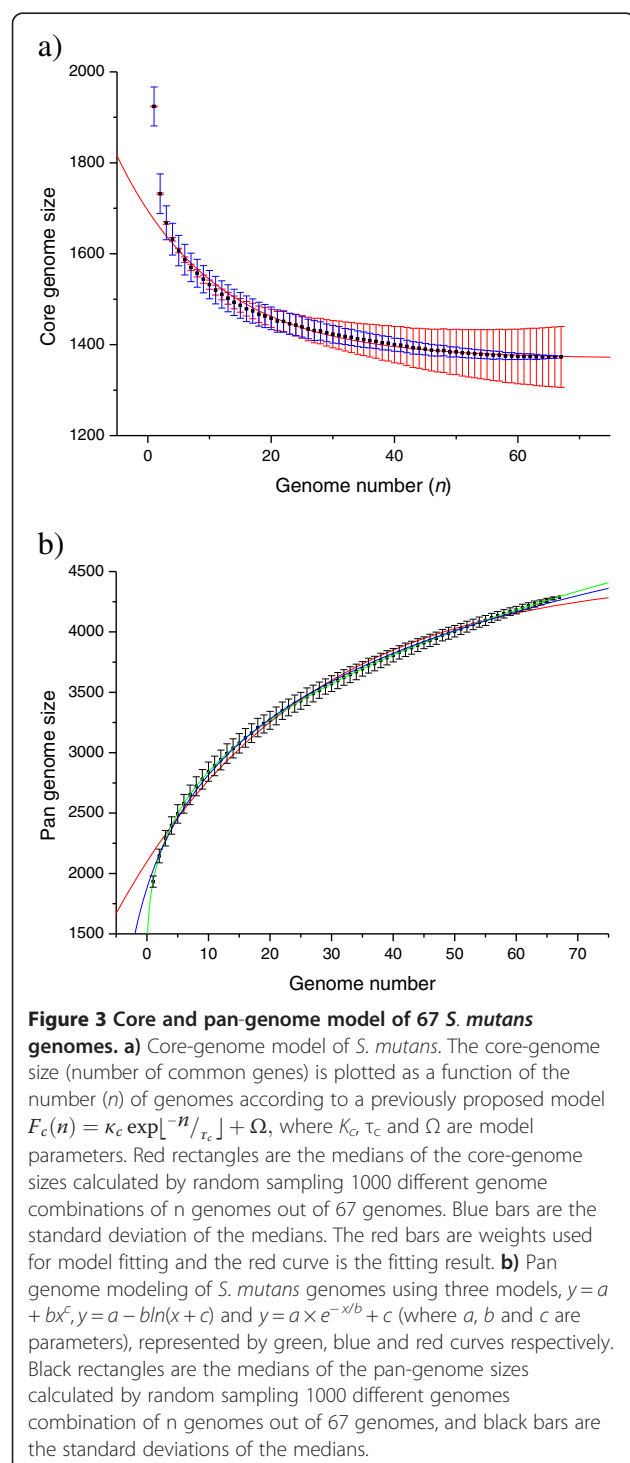 a)
2000
1800
1600
1400
1200
Core genome size
0 20 40 60
Genome number (n)
b)
4500
4000
3500
3000
2500
2000
1500
Pan genome size
0 10 20 30 40 50 60 70
Genome number
Figure 3 Core and pan-genome model of 67 S. mutans
genomes. a) Core-genome model of S. mutans. The core-genome
size (number of common genes) is plotted as a function of the
number (n) of genomes according to a previously proposed model
F_c(n) = κ_c exp⌊^{-n}/_{τ_c}⌋ + Ω, where K_c, τ_c and Ω are model
parameters. Red rectangles are the medians of the core-genome
sizes calculated by random sampling 1000 different genome
combinations of n genomes out of 67 genomes. Blue bars are the
standard deviation of the medians. The red bars are weights used
for model fitting and the red curve is the fitting result. b) Pan
genome modeling of S. mutans genomes using three models, y = a
+ bx^c, y = a − bln(x + c) and y = a × e^{−x/b} + c (where a, b and c are
parameters), represented by green, blue and red curves respectively.
Black rectangles are the medians of the pan-genome sizes
calculated by random sampling 1000 different genomes
combination of n genomes out of 67 genomes, and black bars are
the standard deviations of the medians.